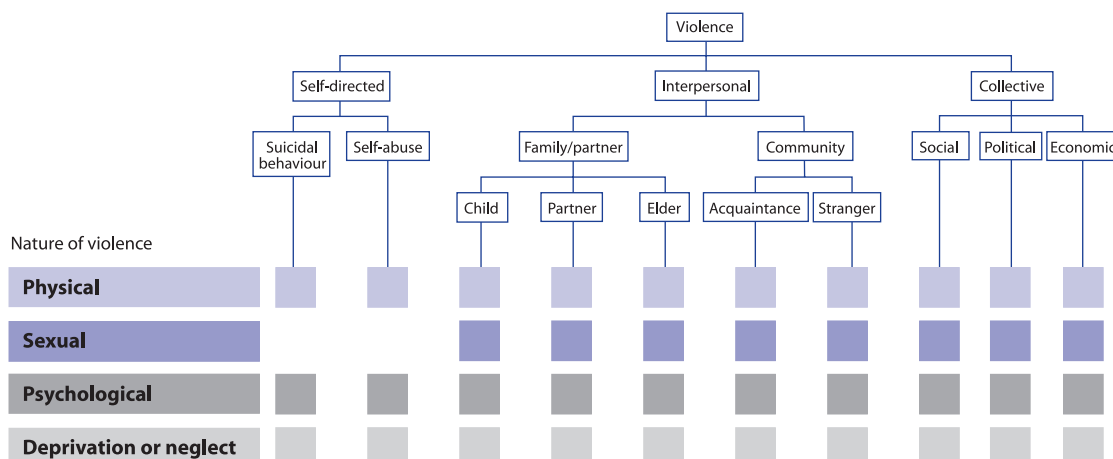 Violence
Self-directed
Interpersonal
Collective
Suicidal
behaviour
Self-abuse
Family/partner
Community
Social
Political
Economic
Child
Partner
Elder
Acquaintance
Stranger
Nature of violence
Physical
Sexual
Psychological
Deprivation or neglect